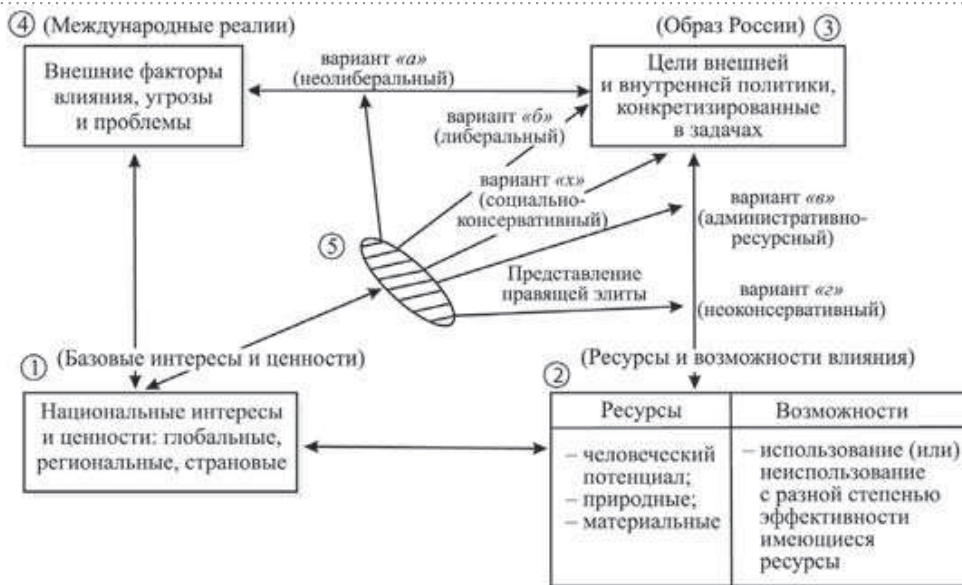 ④ (Международные реалии)
Внешние факторы
влияния, угрозы
и проблемы
вариант «а»
(неолиберальный)
(Образ России) ③
Цели внешней
и внутренней политики,
конкретизированные
в задачах
вариант «б»
(либеральный)
вариант «х»
(социально-
консервативный)
вариант «в»
(административно-
ресурсный)
⑤
Представление
правящей элиты
вариант «г»
(неоконсервативный)
① (Базовые интересы и ценности)
Национальные интересы
и ценности: глобальные,
региональные, страновые
(Ресурсы и возможности влияния)
②
Ресурсы
– человеческий
потенциал;
– природные;
– материальные
Возможности
– использование (или)
неиспользование
с разной степенью
эффективности
имеющиеся
ресурсы